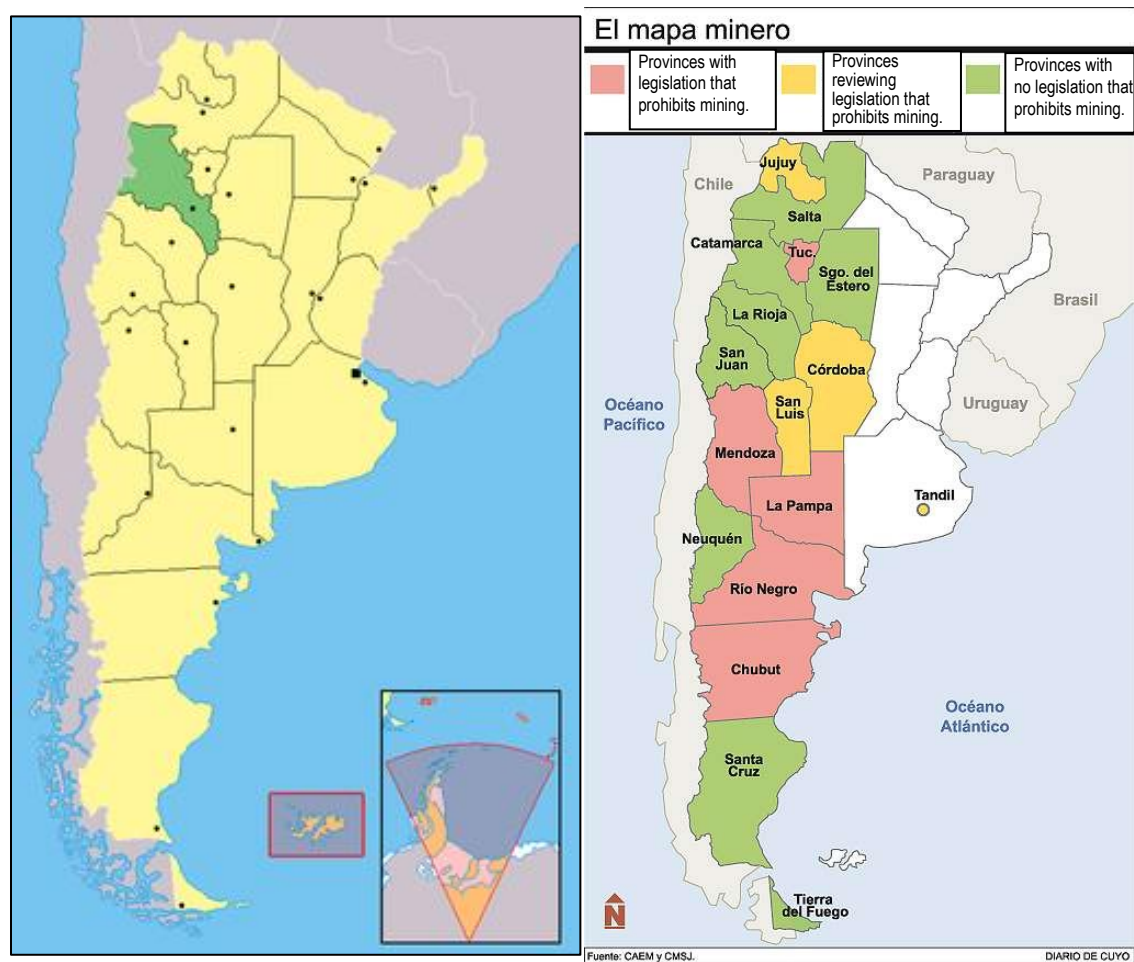 El mapa minero
Provinces with
legislation that
prohibits mining.
Provinces
reviewing
legislation that
prohibits mining.
Provinces with
no legislation that
prohibits mining.
Jujuy
Chile
Paraguay
Salta
Catamarca
Tuc.
Sgo. del
Estero
Brasil
La Rioja
San
Juan
Córdoba
Océano
Pacífico
San
Luis
Uruguay
Mendoza
Tandil
La Pampa
Neuquén
Río Negro
Chubut
Océano
Atlántico
Santa
Cruz
Tierra
del Fuego
N
Fuente: CAEM y CMSJ.
DIARIO DE CUYO